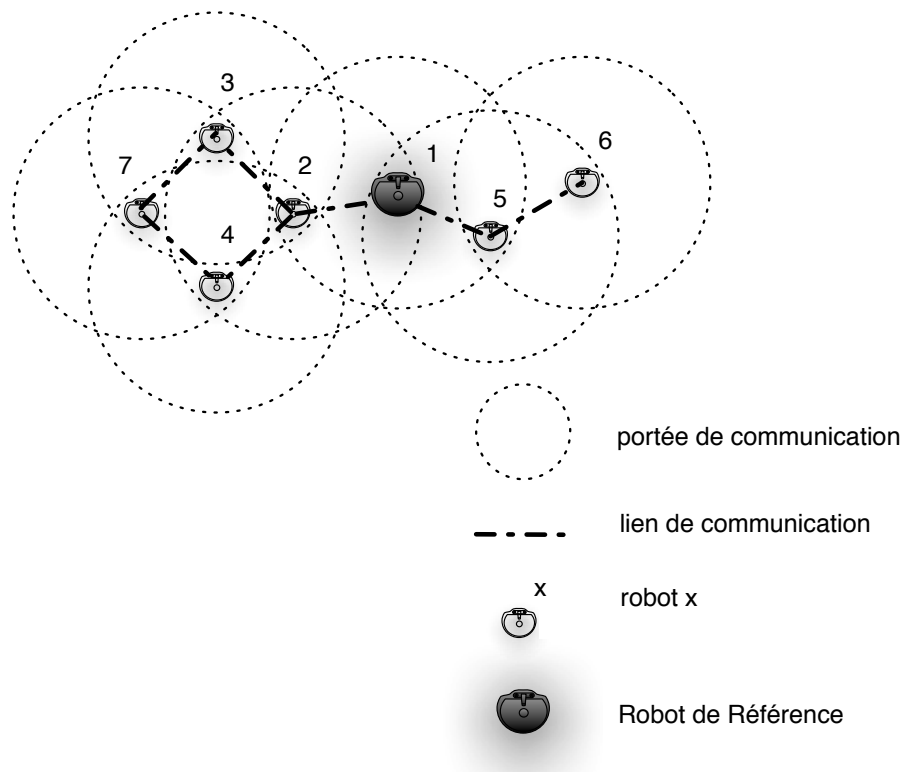 3
7
2
1
6
5
4
portée de communication
lien de communication
x
robot x
Robot de Référence